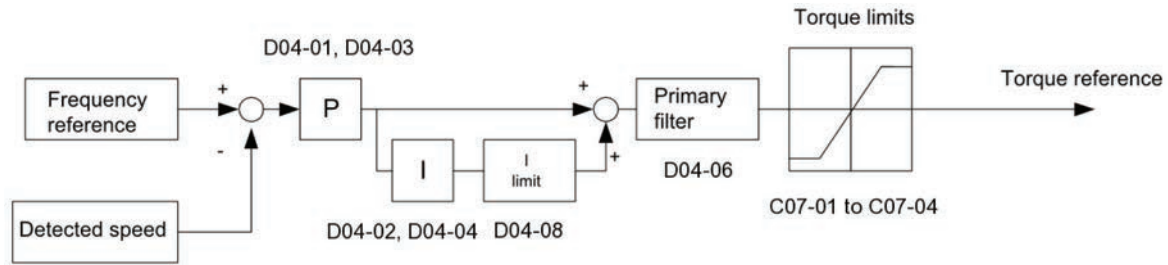 Torque limits
D04-01, D04-03
Frequency
reference
+
-
P
+
+
Primary
filter
Torque reference
I
I
limit
D04-06
D04-02, D04-04
D04-08
C07-01 to C07-04
Detected speed